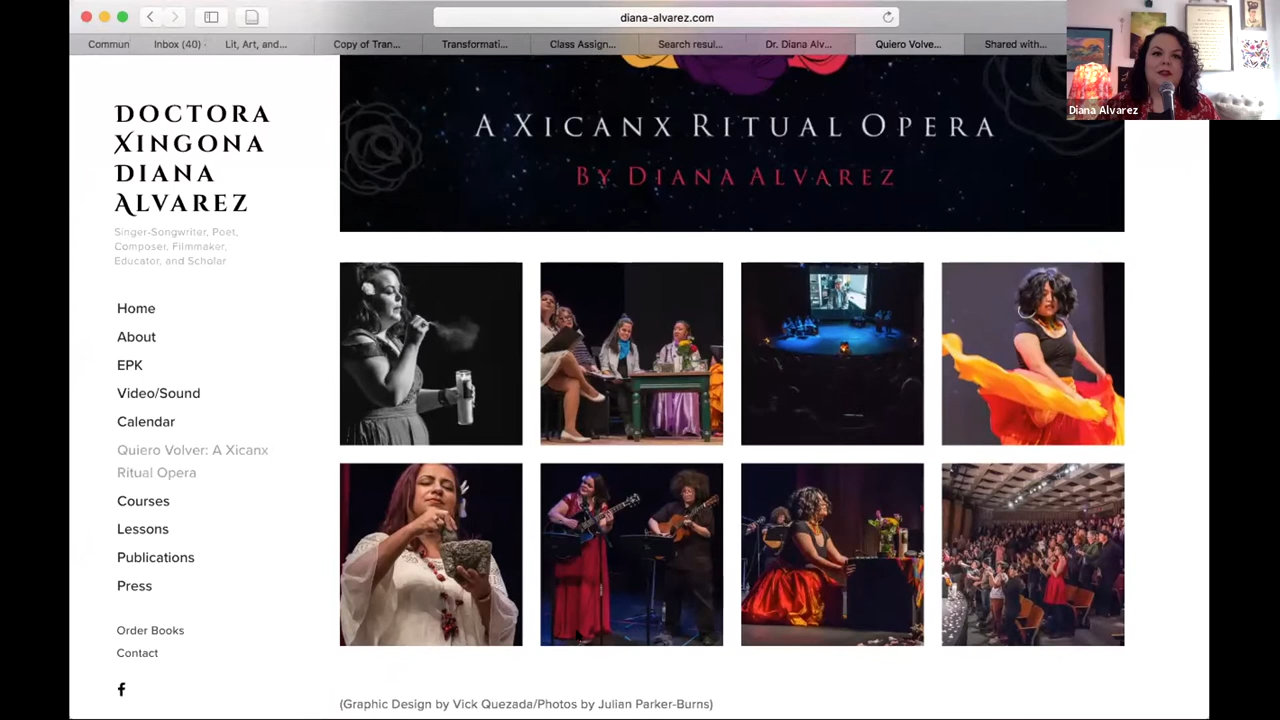 diana-alvarez.com
Commun
Inbox (40) ·
Lit, Art, and...
Copy of Tran...
Transformati...
Class Assign...
Search resul...
Dr. Diana Alv...
Quiero Volve...
Shared with...
Diana Alvarez
DOCTORA
XINGONA
DIANA
ALVAREZ
Singer-Songwriter, Poet,
Composer, Filmmaker,
Educator, and Scholar
Home
About
EPK
Video/Sound
Calendar
Quiero Volver: A Xicanx
Ritual Opera
Courses
Lessons
Publications
Press
Order Books
Contact
A XICANX RITUAL OPERA
BY DIANA ALVAREZ
(Graphic Design by Vick Quezada/Photos by Julian Parker-Burns)